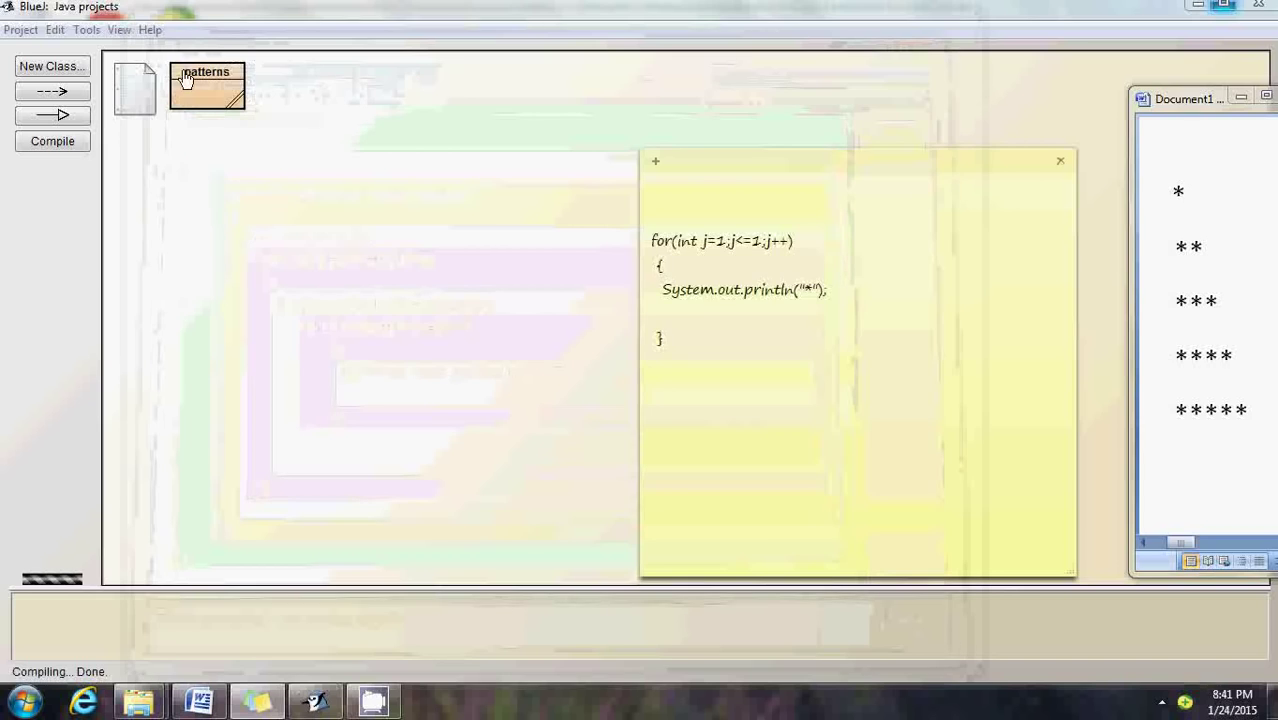 BlueJ: Java projects
Project Edit Tools View Help
New Class...
patterns
Compile
Document1 ...
+
for(int j=1;j<=1;j++)
{
System.out.println("*");
}
*
**
***
****
*****
Compiling... Done.
8:41 PM
1/24/2015